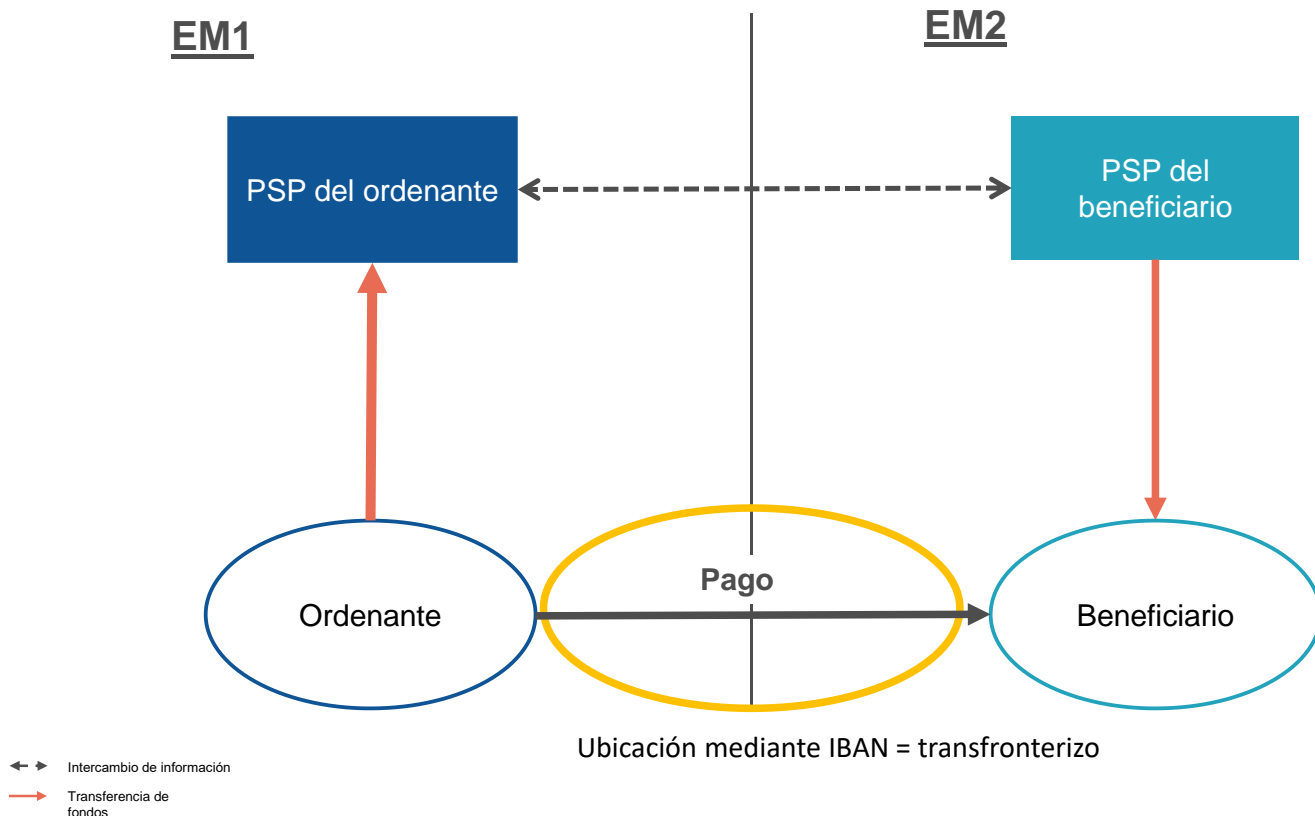 EM1
EM2
PSP del ordenante
PSP del
beneficiario
Pago
Ordenante
Beneficiario
Ubicación mediante IBAN = transfronterizo
Intercambio de información
Transferencia de
fondos